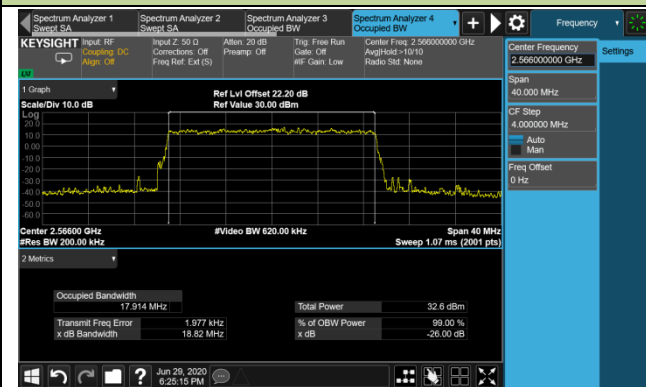 Spectrum Analyzer 1
Swept SA
Spectrum Analyzer 2
Swept SA
Spectrum Analyzer 3
Occupied BW
Spectrum Analyzer 4
Occupied BW
Frequency
KEYSIGHT
Input: RF
Coupling: DC
Align: Off
Input Z: 50 Ω
Corrections: Off
Freq Ref: Ext (S)
Atten: 20 dB
Preamp: Off
Trig: Free Run
Gate: Off
#IF Gain: Low
Center Freq: 2.566000000 GHz
Avg|Hold:>10/10
Radio Std: None
LXI
Center Frequency
2.566000000 GHz
Settings
Span
40.000 MHz
CF Step
4.000000 MHz
Auto
Man
Freq Offset
0 Hz
1 Graph
Scale/Div 10.0 dB
Ref Lvl Offset 22.20 dB
Ref Value 30.00 dBm
Log
20.0
10.0
0.00
-10.0
-20.0
-30.0
-40.0
-50.0
-60.0
Center 2.56600 GHz
#Video BW 620.00 kHz
Span 40 MHz
#Res BW 200.00 kHz
Sweep 1.07 ms (2001 pts)
2 Metrics
Occupied Bandwidth
17.914 MHz
Total Power
32.6 dBm
Transmit Freq Error
1.977 kHz
% of OBW Power
99.00 %
x dB Bandwidth
18.82 MHz
x dB
-26.00 dB
?
Jun 29, 2020
6:25:15 PM